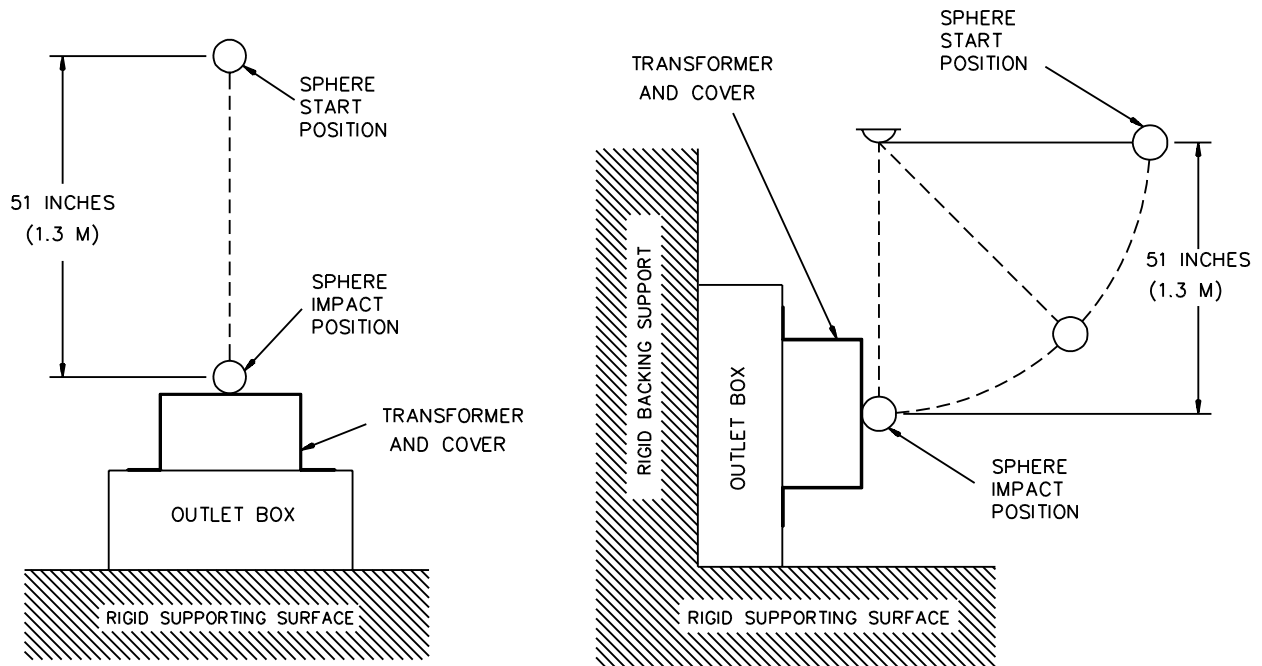 SPHERE
START
POSITION
51 INCHES
(1.3 M)
SPHERE
IMPACT
POSITION
TRANSFORMER
AND COVER
OUTLET BOX
RIGID SUPPORTING SURFACE
SPHERE
START
POSITION
TRANSFORMER
AND COVER
RIGID BACKING SUPPORT
OUTLET BOX
51 INCHES
(1.3 M)
SPHERE
IMPACT
POSITION
RIGID SUPPORTING SURFACE